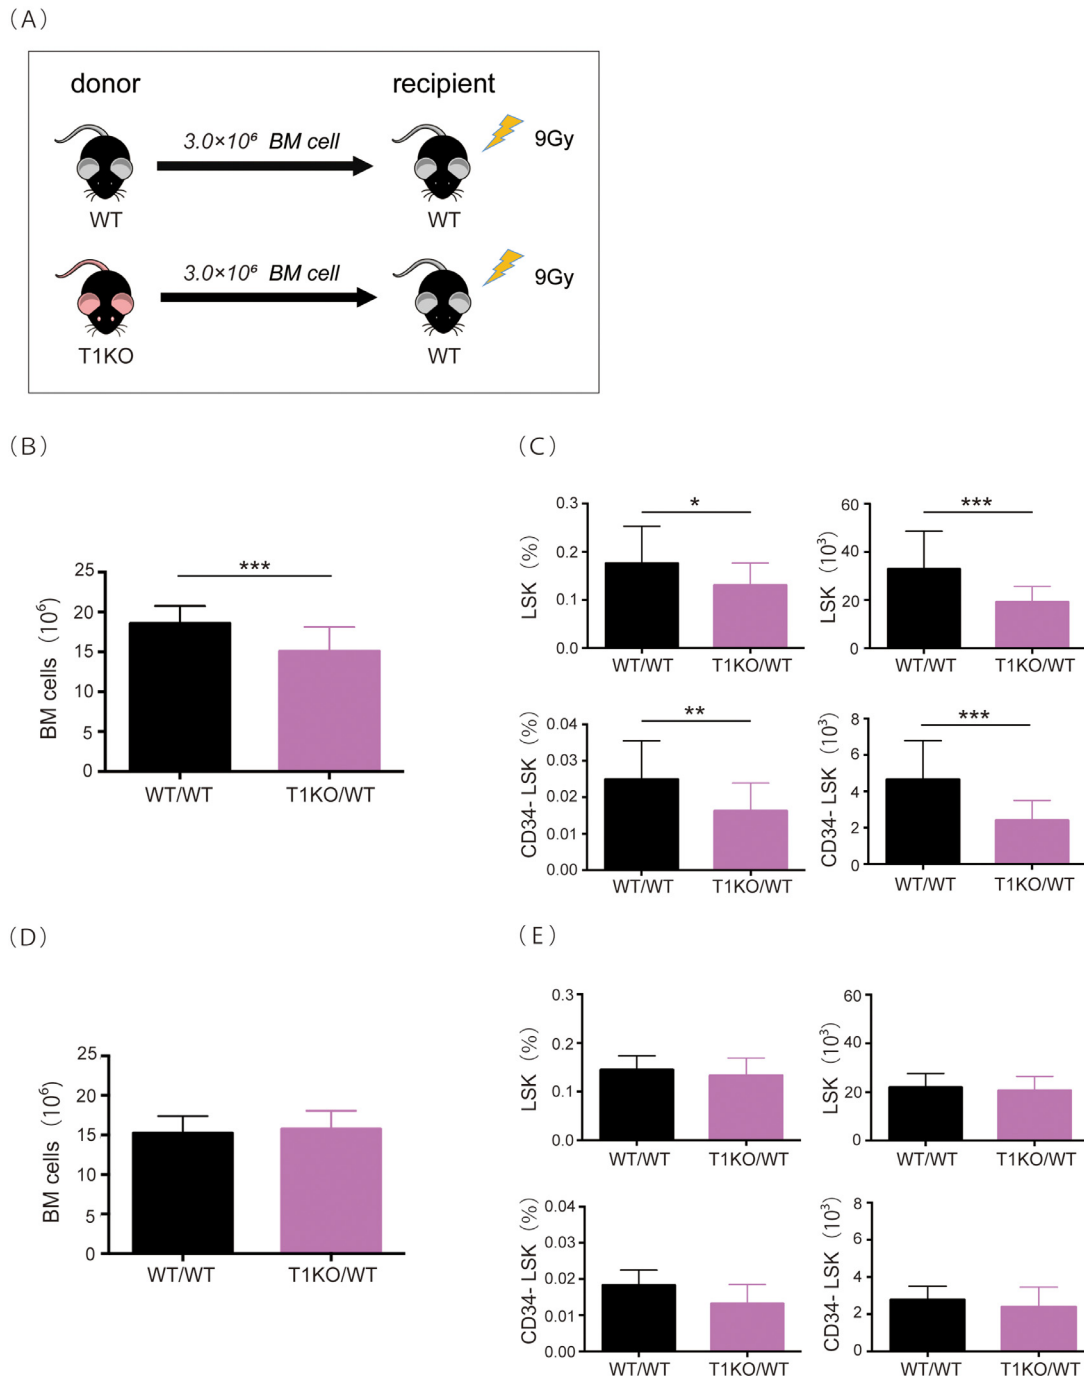 （A）
donor recipient
3.0×10⁶ BM cell 9Gy
WT WT
3.0×10⁶ BM cell 9Gy
T1KO WT
（B）
BM cells（10⁶）
25
20
15
10
5
0
***
WT/WT T1KO/WT
（C）
LSK（%）
0.3
0.2
0.1
0.0
*
WT/WT T1KO/WT
LSK（10³）
60
40
20
0
***
WT/WT T1KO/WT
CD34- LSK（%）
0.04
0.03
0.02
0.01
0.00
**
WT/WT T1KO/WT
CD34- LSK（10³）
8
6
4
2
0
***
WT/WT T1KO/WT
（D）
BM cells（10⁶）
25
20
15
10
5
0
WT/WT T1KO/WT
（E）
LSK（%）
0.3
0.2
0.1
0.0
WT/WT T1KO/WT
LSK（10³）
60
40
20
0
WT/WT T1KO/WT
CD34- LSK（%）
0.04
0.03
0.02
0.01
0.00
WT/WT T1KO/WT
CD34- LSK（10³）
8
6
4
2
0
WT/WT T1KO/WT